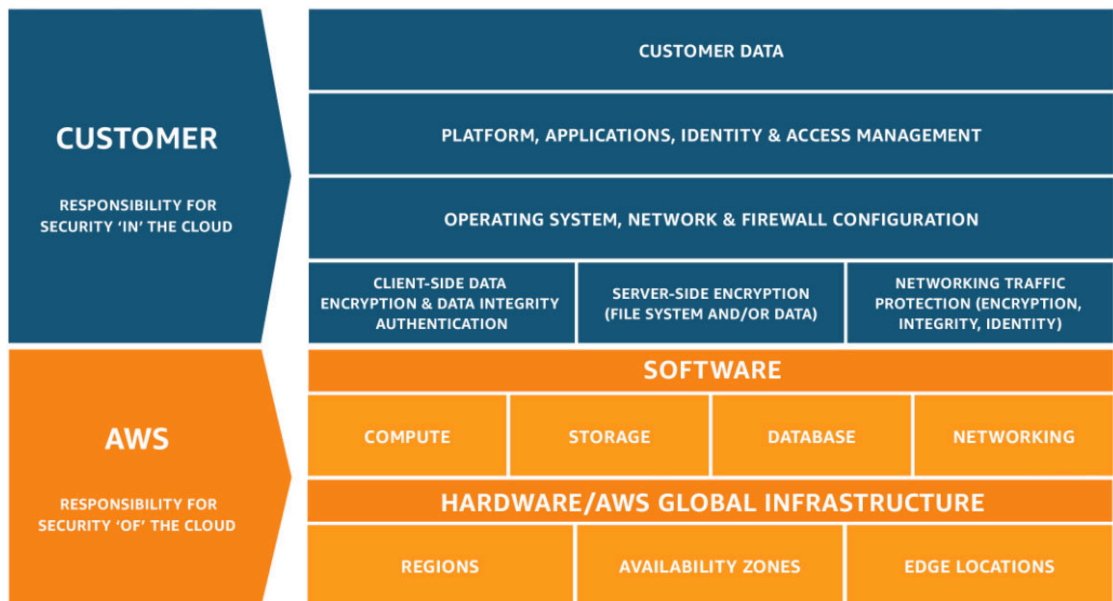 CUSTOMER
RESPONSIBILITY FOR
SECURITY ‘IN’ THE CLOUD
CUSTOMER DATA
PLATFORM, APPLICATIONS, IDENTITY & ACCESS MANAGEMENT
OPERATING SYSTEM, NETWORK & FIREWALL CONFIGURATION
CLIENT-SIDE DATA
ENCRYPTION & DATA INTEGRITY
AUTHENTICATION
SERVER-SIDE ENCRYPTION
(FILE SYSTEM AND/OR DATA)
NETWORKING TRAFFIC
PROTECTION (ENCRYPTION,
INTEGRITY, IDENTITY)
AWS
RESPONSIBILITY FOR
SECURITY ‘OF’ THE CLOUD
SOFTWARE
COMPUTE
STORAGE
DATABASE
NETWORKING
HARDWARE/AWS GLOBAL INFRASTRUCTURE
REGIONS
AVAILABILITY ZONES
EDGE LOCATIONS